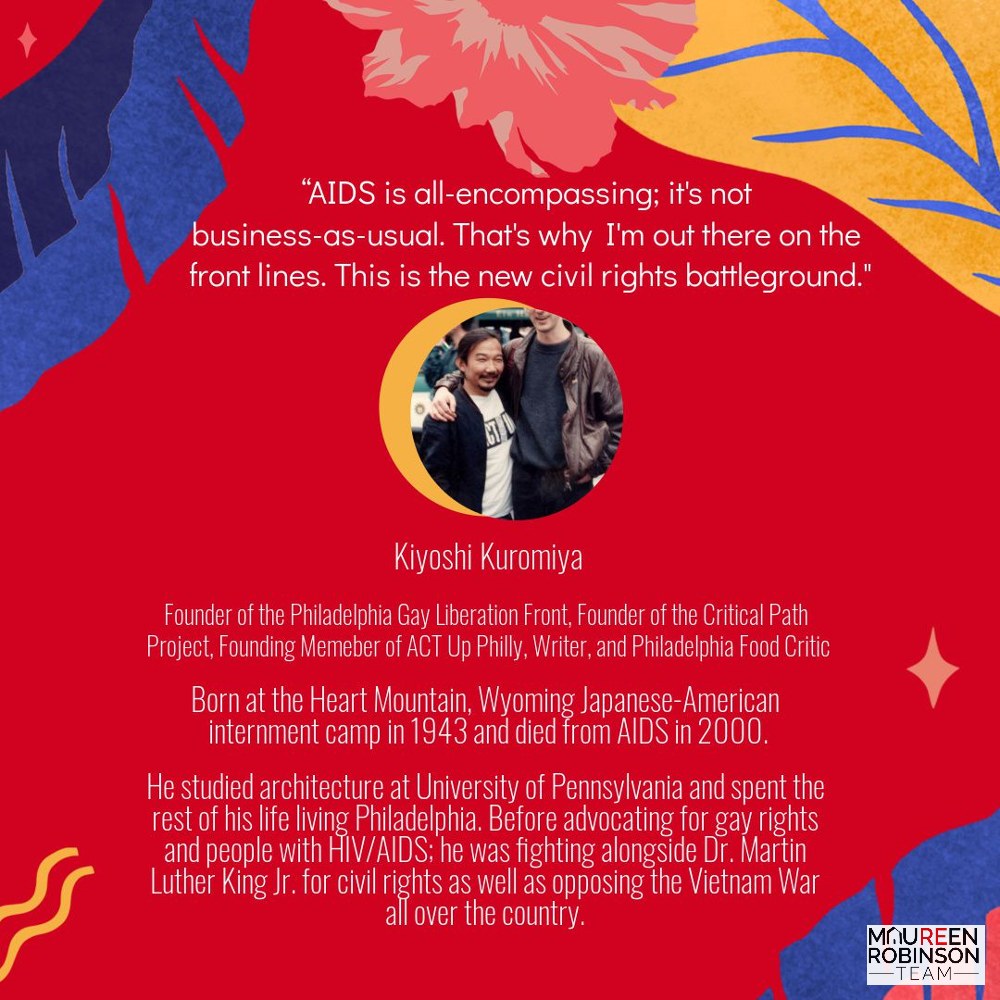 “AIDS is all-encompassing; it's not
business-as-usual. That's why I'm out there on the
front lines. This is the new civil rights battleground."
Kiyoshi Kuromiya
Founder of the Philadelphia Gay Liberation Front, Founder of the Critical Path
Project, Founding Memeber of ACT Up Philly, Writer, and Philadelphia Food Critic
Born at the Heart Mountain, Wyoming Japanese-American
internment camp in 1943 and died from AIDS in 2000.
He studied architecture at University of Pennsylvania and spent the
rest of his life living Philadelphia. Before advocating for gay rights
and people with HIV/AIDS; he was fighting alongside Dr. Martin
Luther King Jr. for civil rights as well as opposing the Vietnam War
all over the country.
MAUREEN
ROBINSON
TEAM